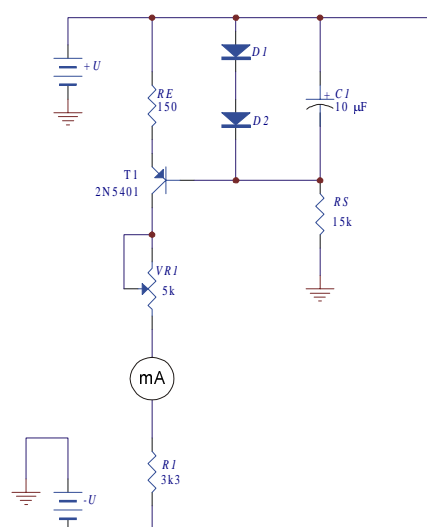 D1
+U
RE
150
+ C1
10 µF
D2
T1
2N5401
RS
15k
VR1
5k
mA
R1
3k3
-U